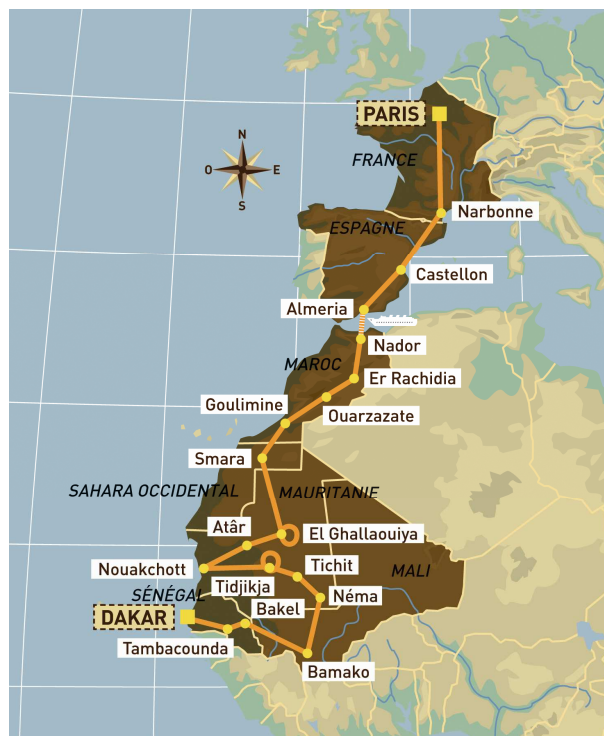 PARIS
FRANCE
N
O
E
S
Narbonne
ESPAGNE
Castellon
Almeria
Nador
MAROC
Er Rachidia
Goulimine
Ouarzazate
Smara
SAHARA OCCIDENTAL
MAURITANIE
Atâr
El Ghallaouiya
Nouakchott
Tichit
MALI
Tidjikja
SÉNÉGAL
Néma
Bakel
DAKAR
Tambacounda
Bamako